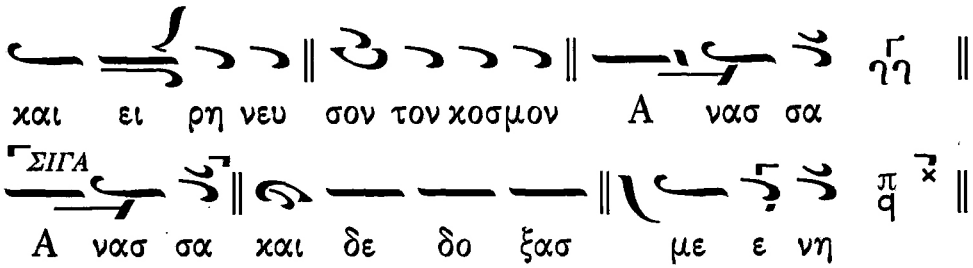 και ει ρη νευ σον τον κοσμον Α νασ σα
ΣΙΓΑ
Α νασ σα και δε δο ξασ με ε νη π q